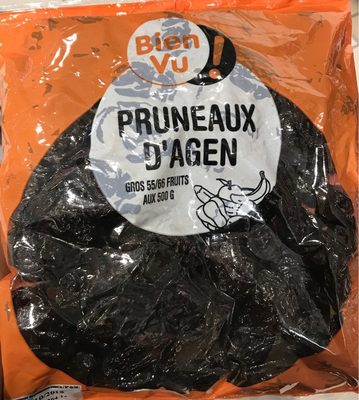 Bien
Vu !
PRUNEAUX
D'AGEN
GROS 55/66 FRUITS
AUX 500 G